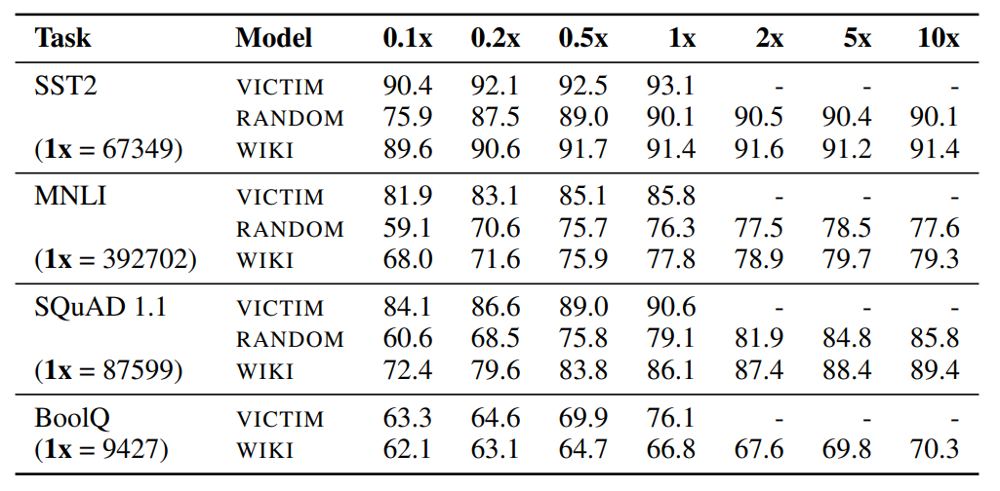 Task Model 0.1x 0.2x 0.5x 1x 2x 5x 10x
SST2 VICTIM 90.4 92.1 92.5 93.1 - - -
RANDOM 75.9 87.5 89.0 90.1 90.5 90.4 90.1
(1x = 67349) WIKI 89.6 90.6 91.7 91.4 91.6 91.2 91.4
MNLI VICTIM 81.9 83.1 85.1 85.8 - - -
RANDOM 59.1 70.6 75.7 76.3 77.5 78.5 77.6
(1x = 392702) WIKI 68.0 71.6 75.9 77.8 78.9 79.7 79.3
SQuAD 1.1 VICTIM 84.1 86.6 89.0 90.6 - - -
RANDOM 60.6 68.5 75.8 79.1 81.9 84.8 85.8
(1x = 87599) WIKI 72.4 79.6 83.8 86.1 87.4 88.4 89.4
BoolQ VICTIM 63.3 64.6 69.9 76.1 - - -
(1x = 9427) WIKI 62.1 63.1 64.7 66.8 67.6 69.8 70.3